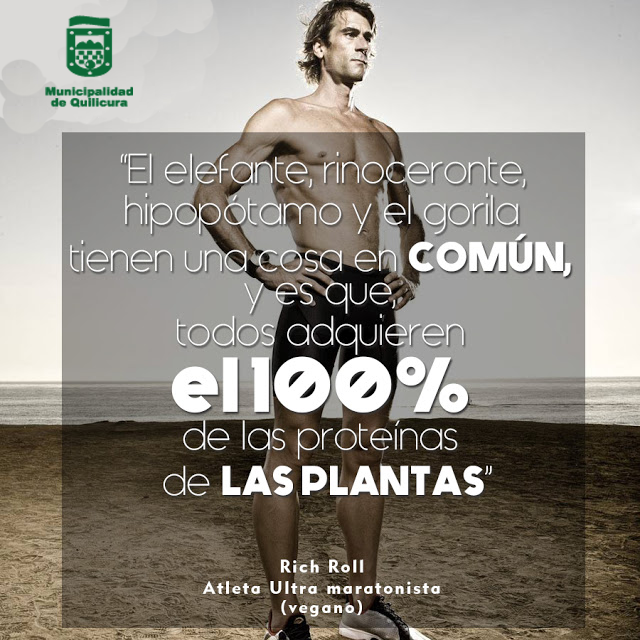 Municipalidad
de Quilicura
“El elefante, rinoceronte,
hipopótamo y el gorila
tienen una cosa en COMÚN,
y es que,
todos adquieren
el 100%
de las proteínas
de LAS PLANTAS”
Rich Roll
Atleta Ultra maratonista
(vegano)